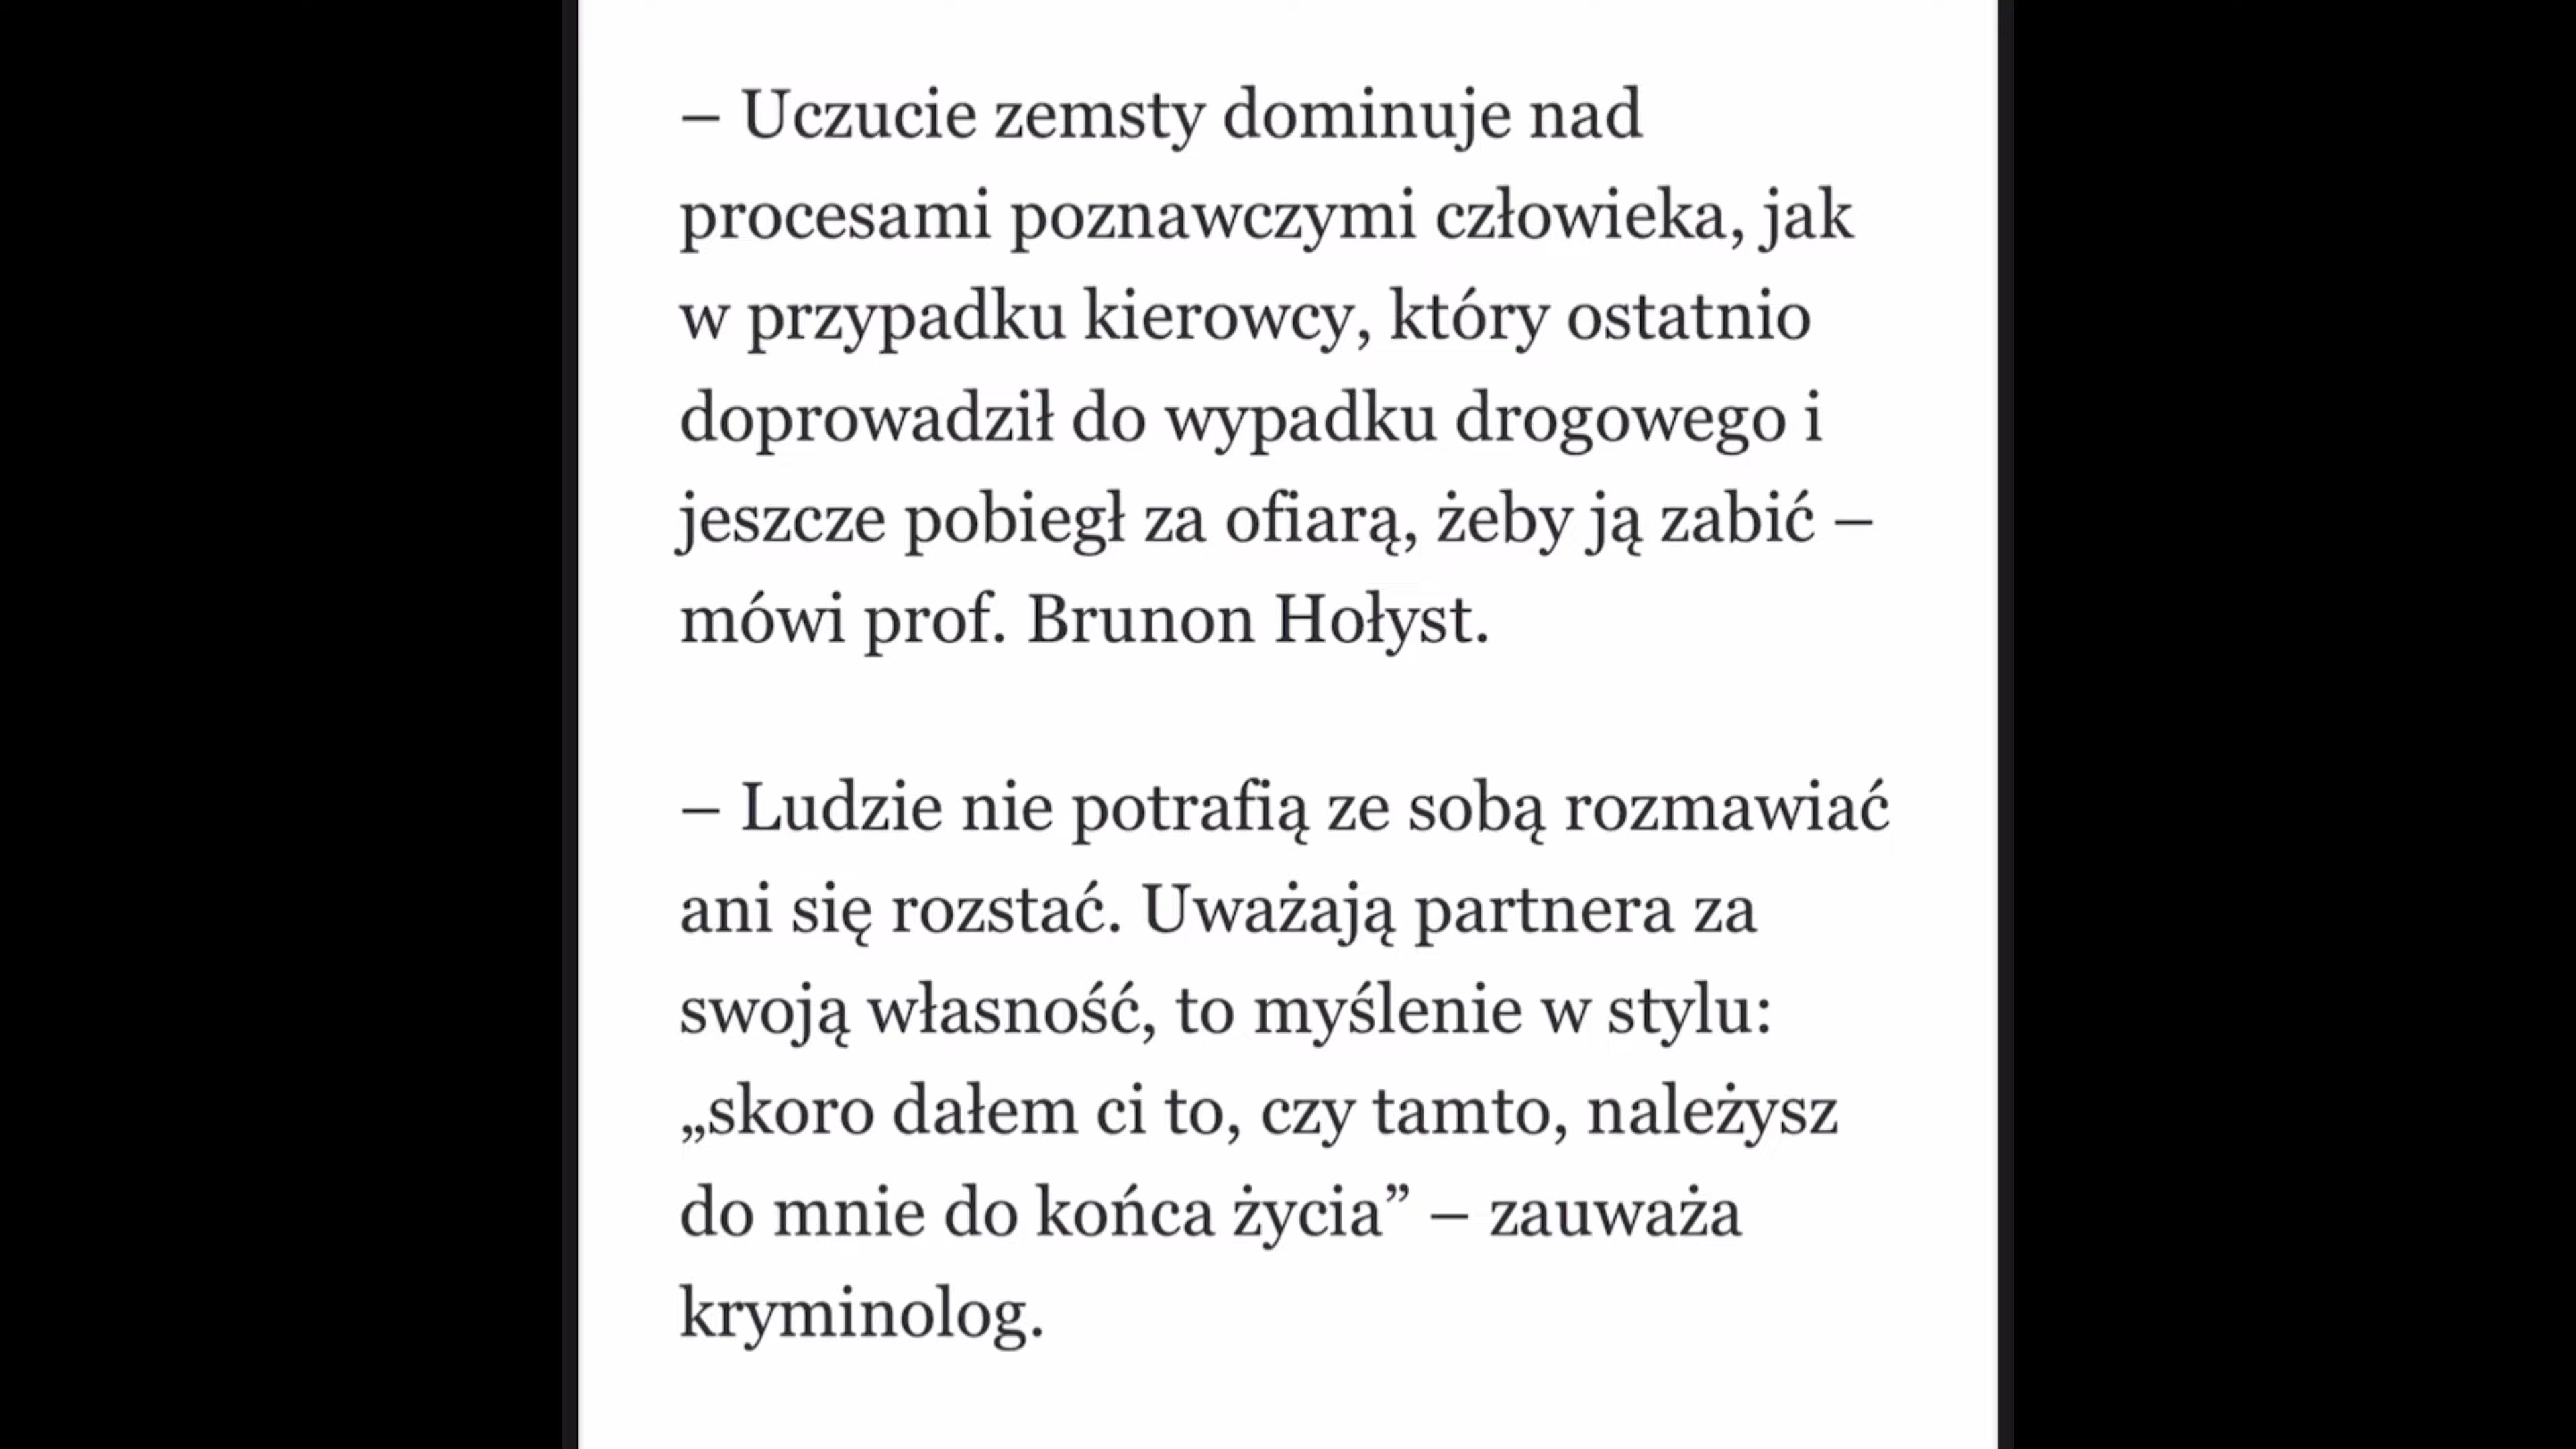 – Uczucie zemsty dominuje nad
procesami poznawczymi człowieka, jak
w przypadku kierowcy, który ostatnio
doprowadził do wypadku drogowego i
jeszcze pobiegł za ofiarą, żeby ją zabić –
mówi prof. Brunon Hołyst.
– Ludzie nie potrafią ze sobą rozmawiać
ani się rozstać. Uważają partnera za
swoją własność, to myślenie w stylu:
„skoro dałem ci to, czy tamto, należysz
do mnie do końca życia” – zauważa
kryminolog.